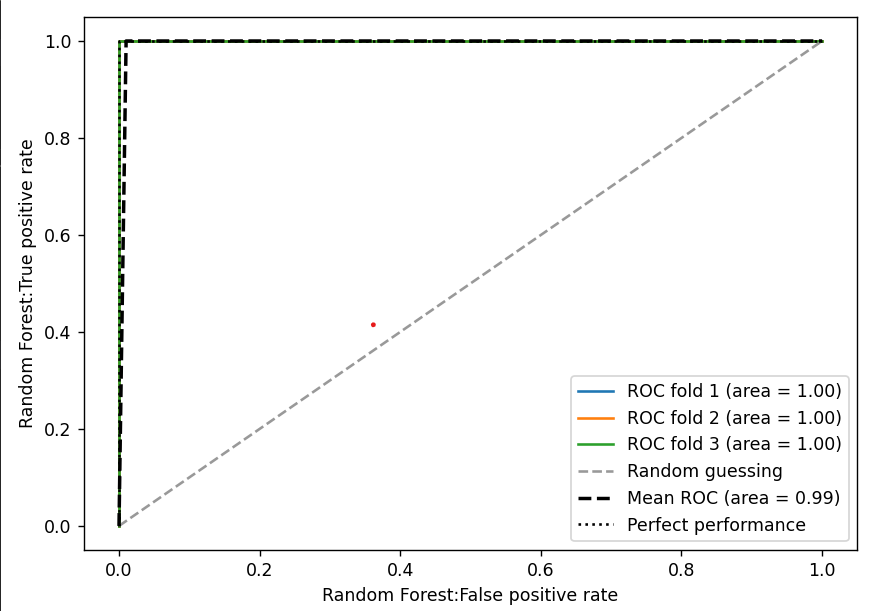 1.0
0.8
0.6
0.4
0.2
0.0
Random Forest:True positive rate
ROC fold 1 (area = 1.00)
ROC fold 2 (area = 1.00)
ROC fold 3 (area = 1.00)
Random guessing
Mean ROC (area = 0.99)
Perfect performance
0.0 0.2 0.4 0.6 0.8 1.0
Random Forest:False positive rate